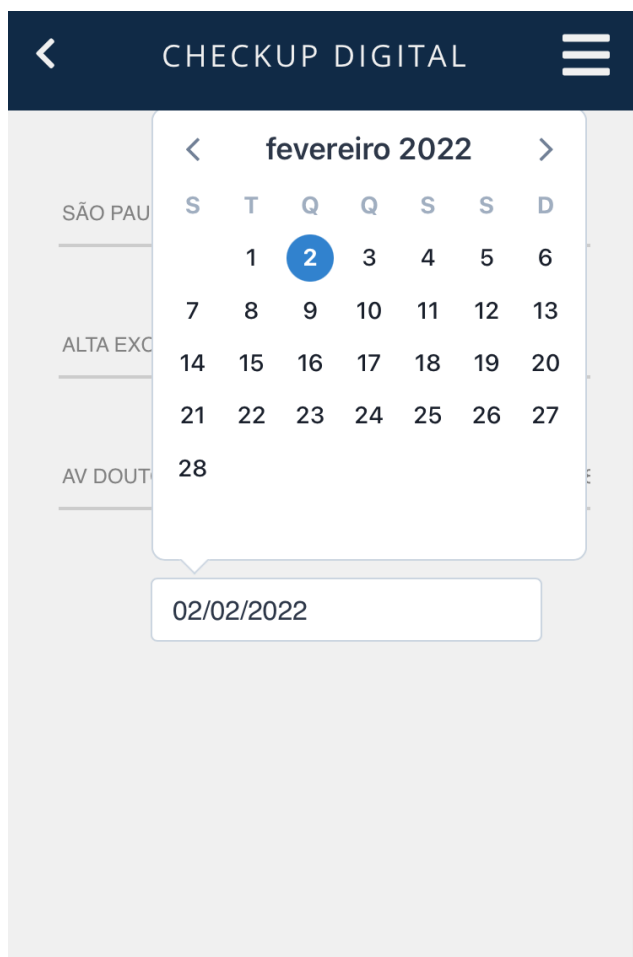 CHECKUP DIGITAL
fevereiro 2022
S T Q Q S S D
1 2 3 4 5 6
7 8 9 10 11 12 13
14 15 16 17 18 19 20
21 22 23 24 25 26 27
28
SÃO PAU
ALTA EXC
AV DOUT
02/02/2022